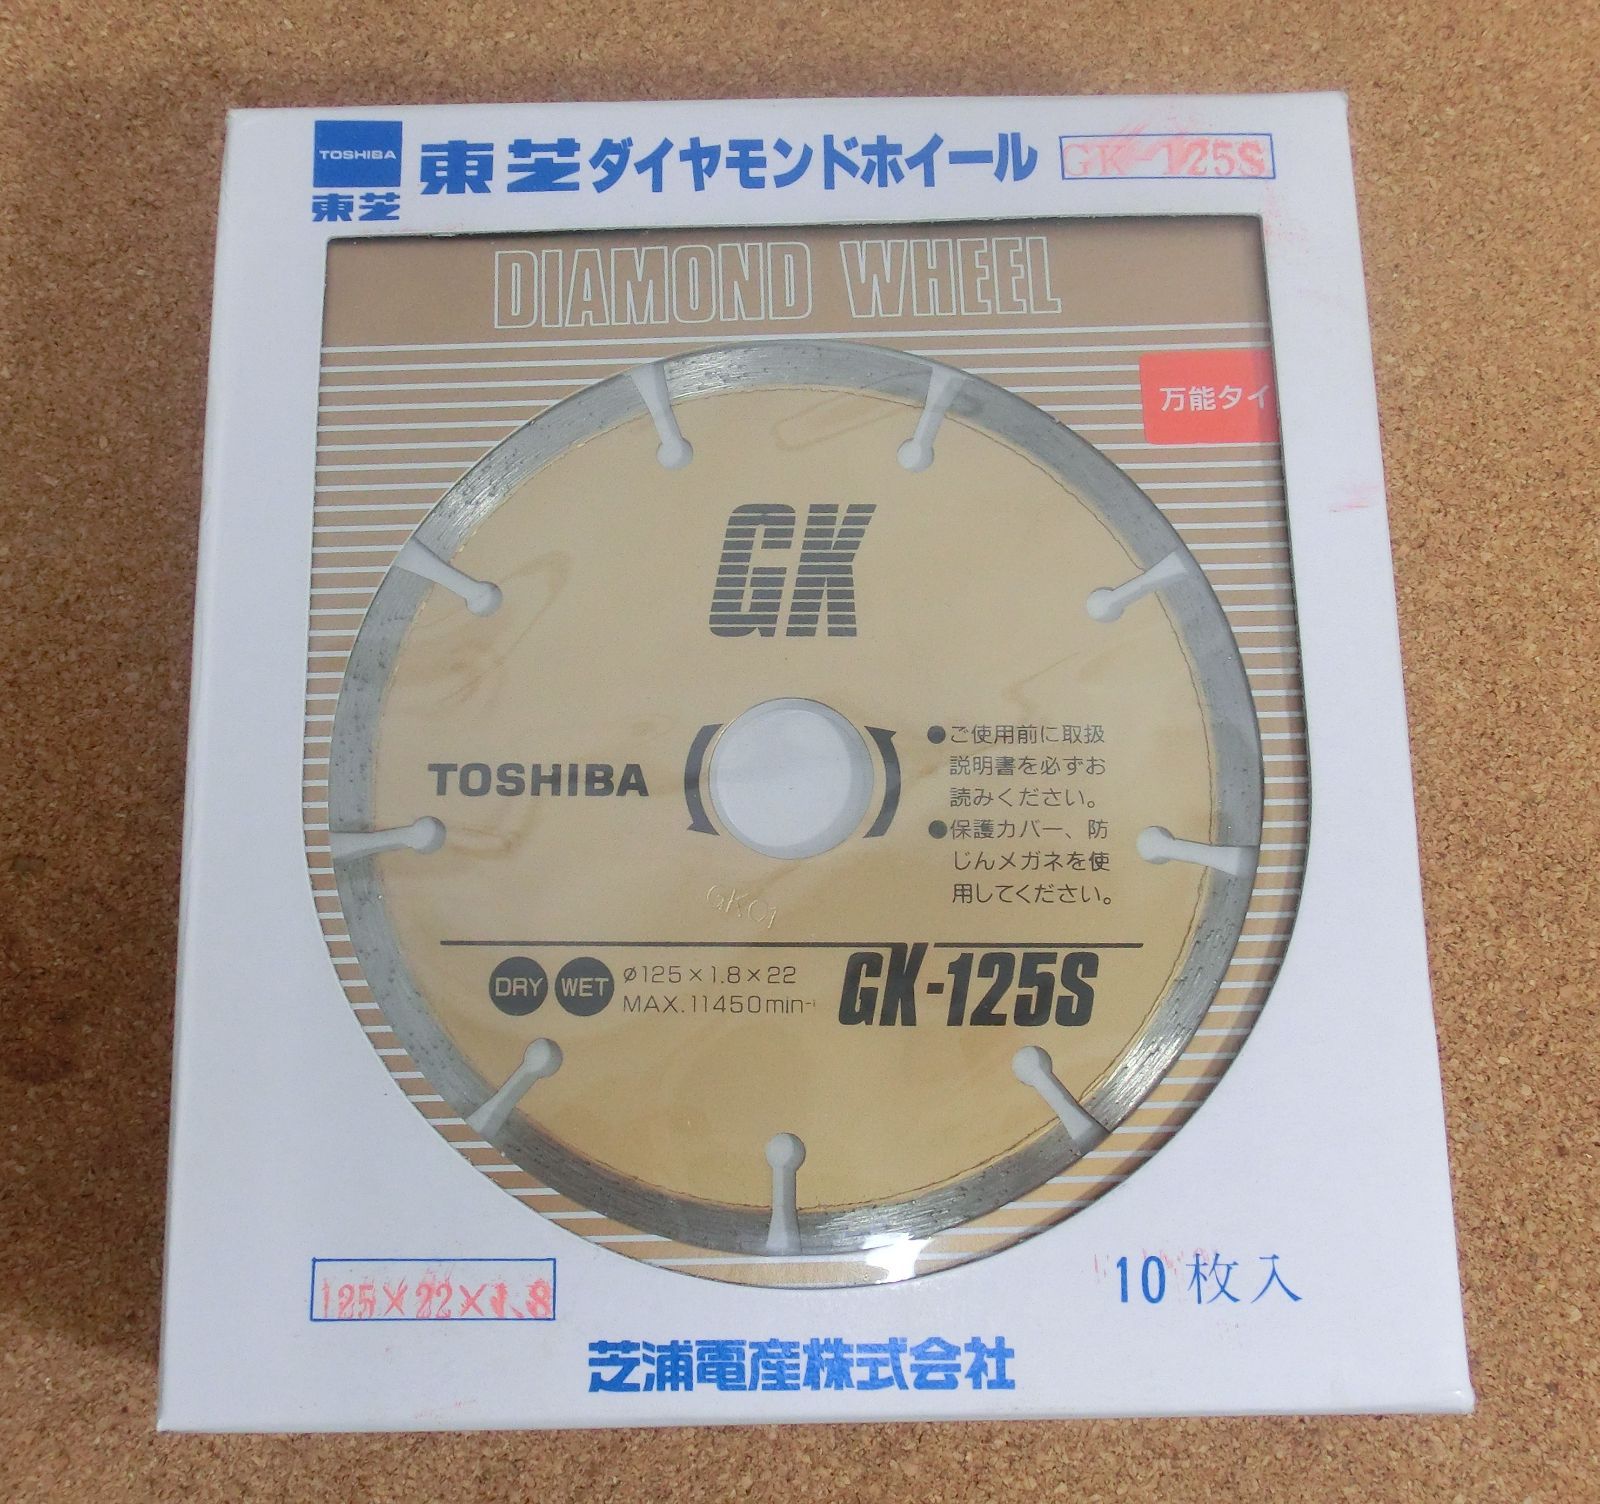 TOSHIBA
東芝
東芝ダイヤモンドホイール
GK-125S
DIAMOND WHEEL
万能タイ
GK
TOSHIBA
●ご使用前に取扱
説明書を必ずお
読みください。
●保護カバー、防
じんメガネを使
用してください。
GK01
DRY WET
ø125×1.8×22
MAX.11450min-1
GK-125S
125×22×1.8
10枚入
芝浦電産株式会社